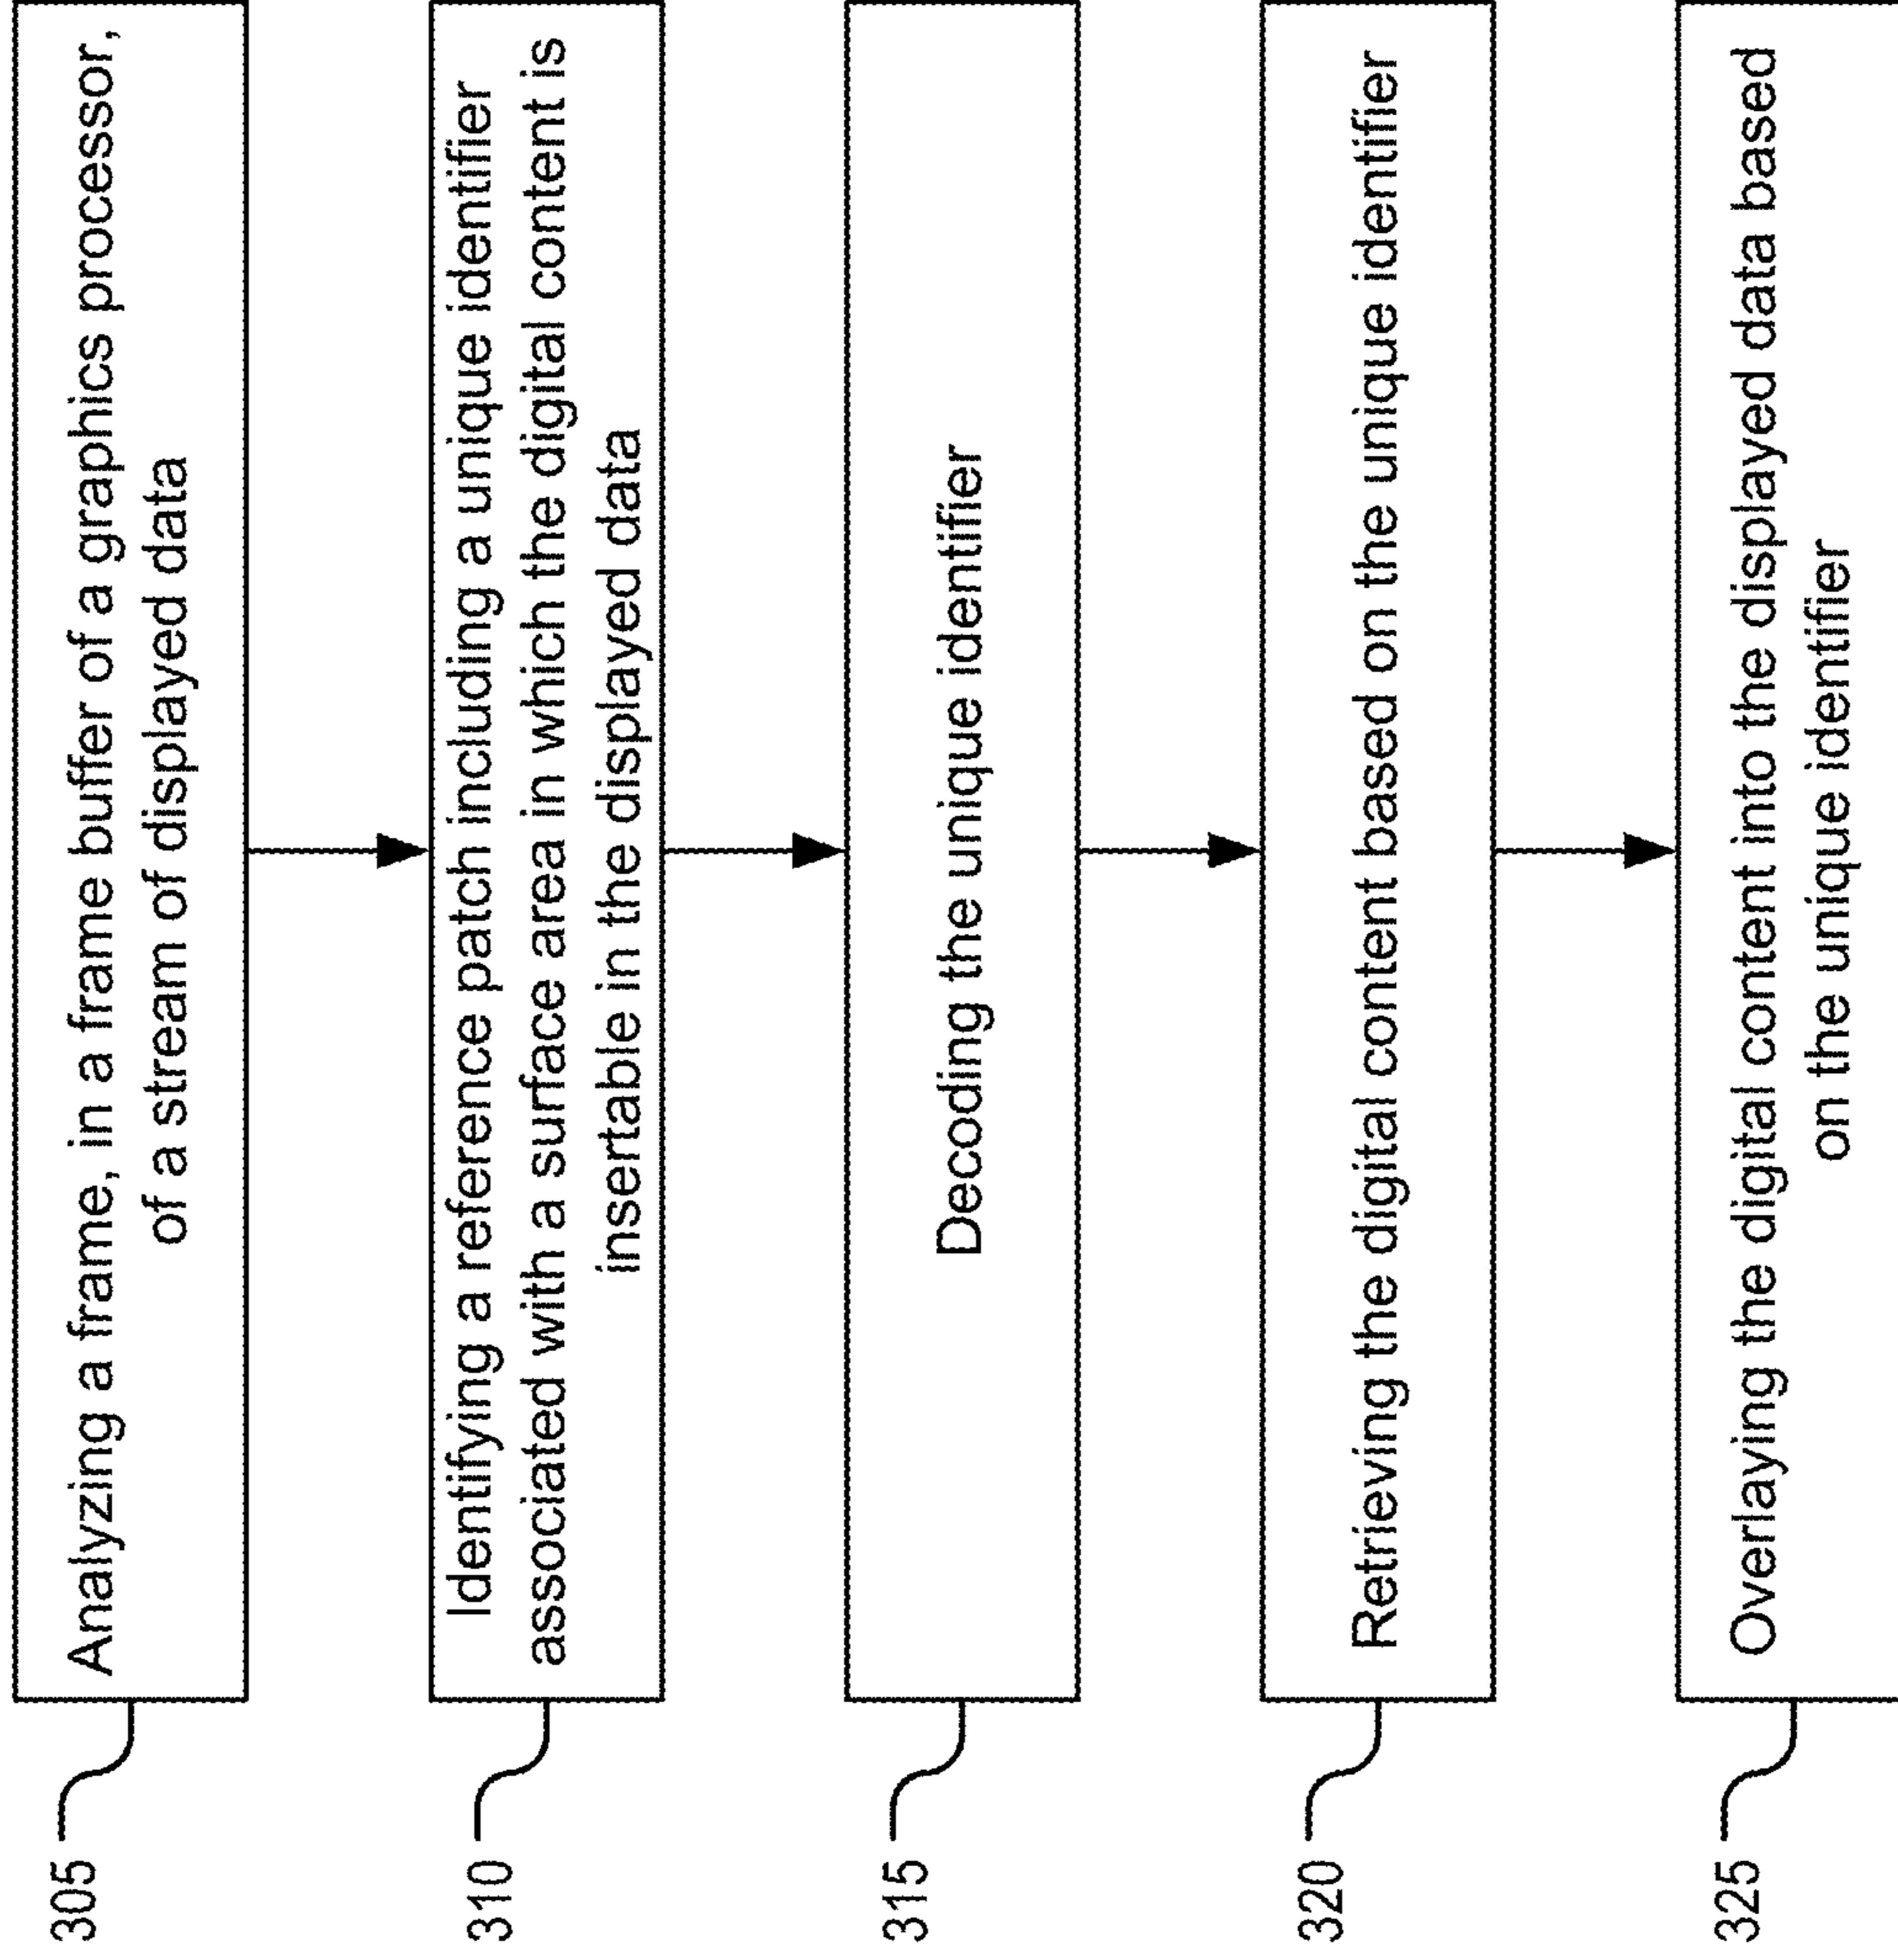 305
Analyzing a frame, in a frame buffer of a graphics processor,
of a stream of displayed data
310
Identifying a reference patch including a unique identifier
associated with a surface area in which the digital content is
insertable in the displayed data
315
Decoding the unique identifier
320
Retrieving the digital content based on the unique identifier
325
Overlaying the digital content into the displayed data based
on the unique identifier